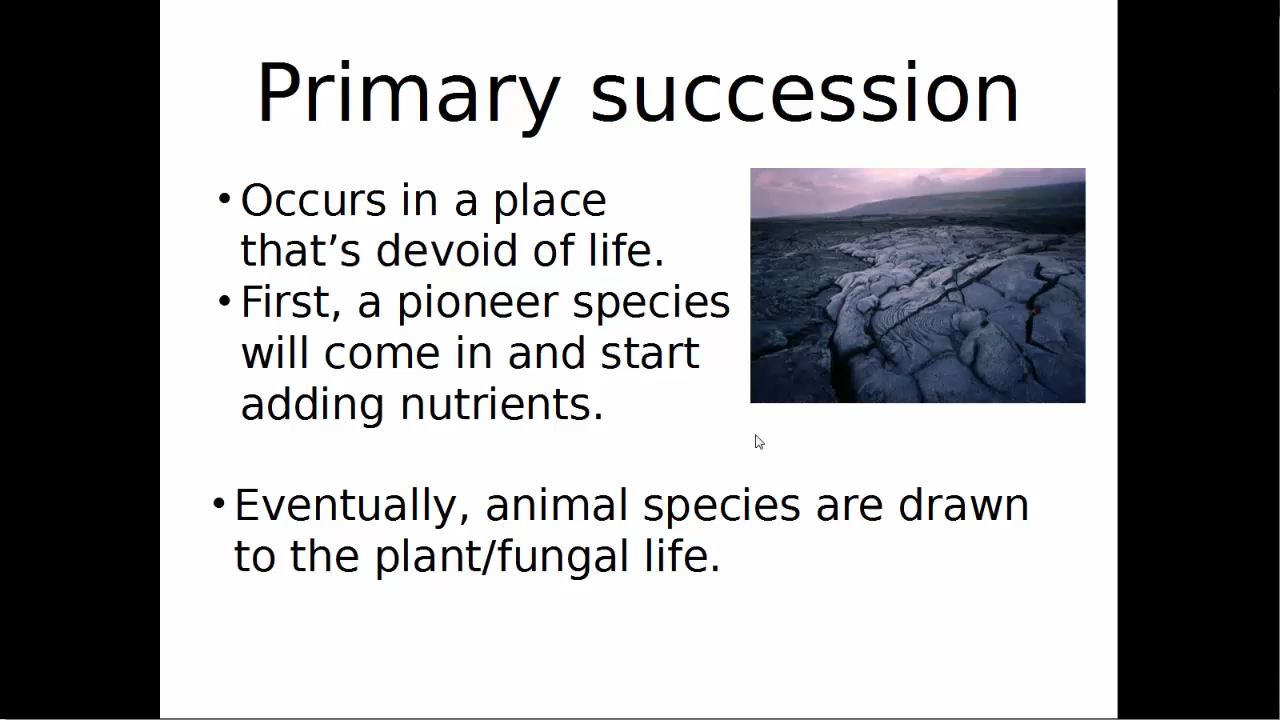 Primary succession
• Occurs in a place
that’s devoid of life.
• First, a pioneer species
will come in and start
adding nutrients.
• Eventually, animal species are drawn
to the plant/fungal life.